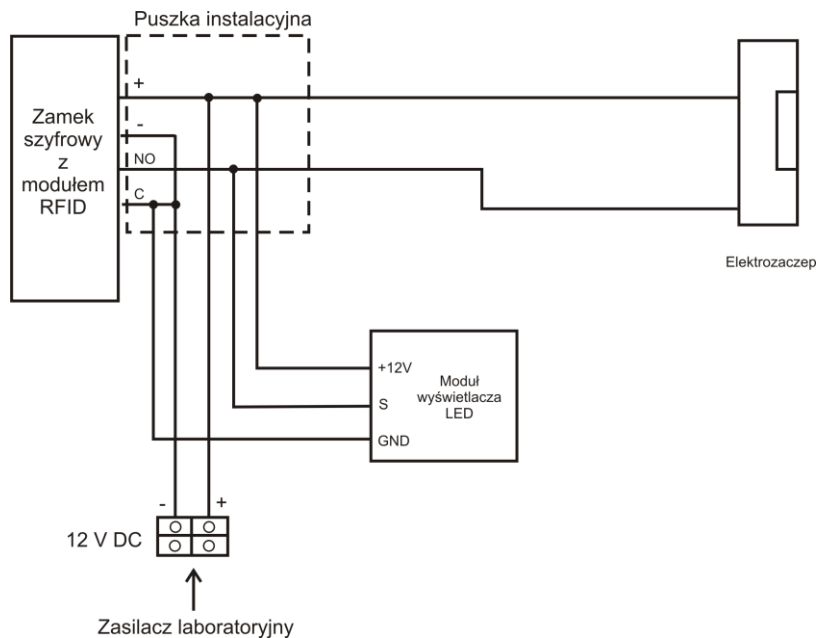 Puszka instalacyjna
Zamek
szyfrowy
z
modułem
RFID
+
-
NO
C
Elektrozaczep
+12V
S
GND
Moduł
wyświetlacza
LED
- +
12 V DC
Zasilacz laboratoryjny